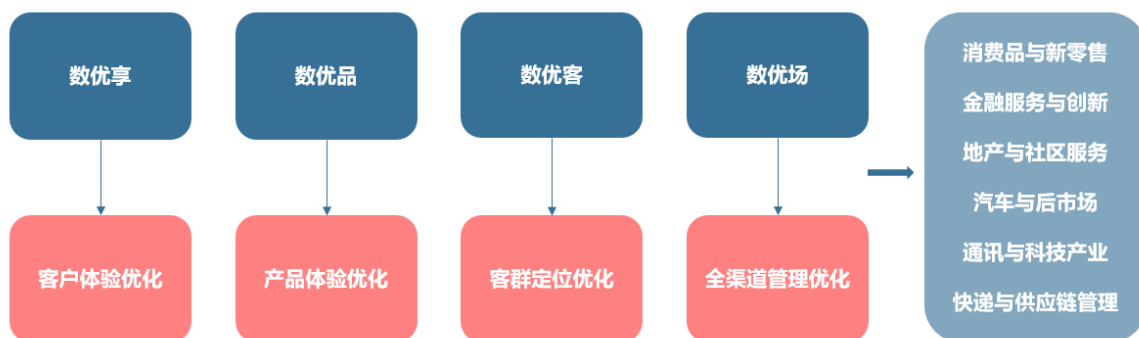 数优享
数优品
数优客
数优场
客户体验优化
产品体验优化
客群定位优化
全渠道管理优化
消费品与新零售
金融服务与创新
地产与社区服务
汽车与后市场
通讯与科技产业
快递与供应链管理